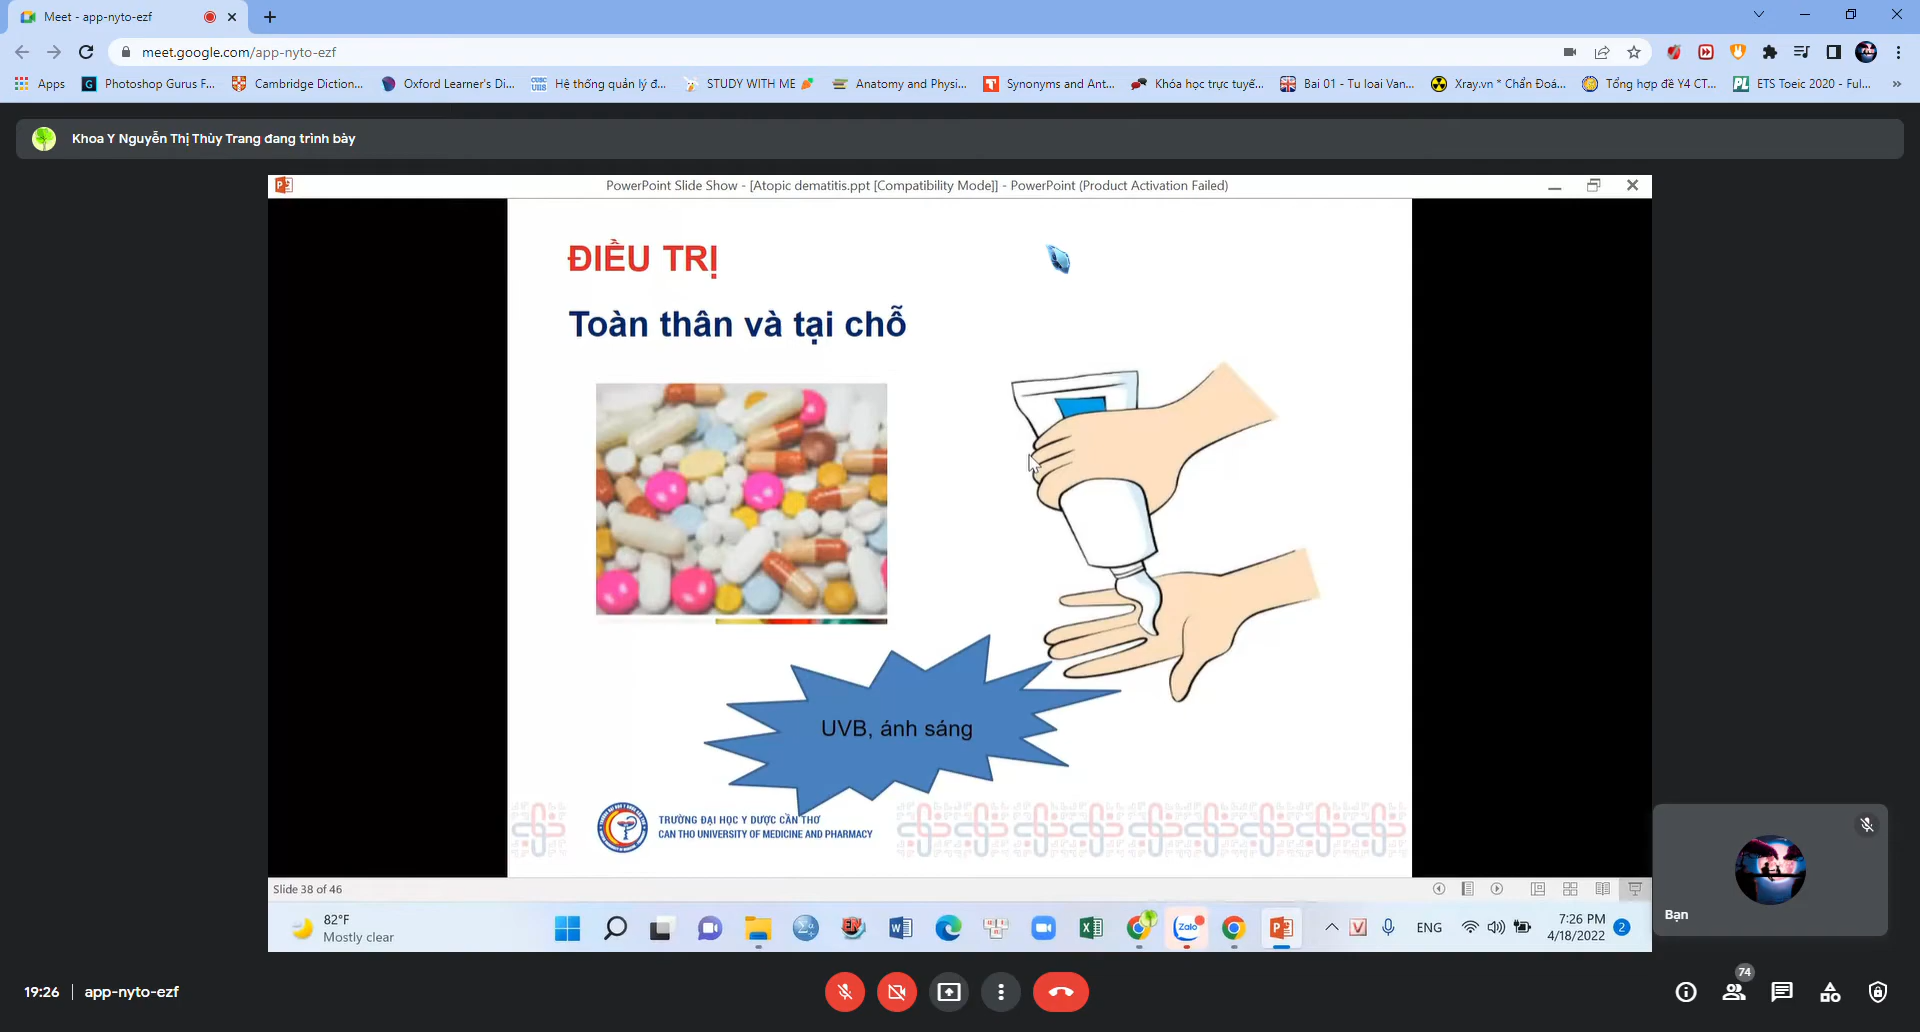 Meet - app-nyto-ezf
meet.google.com/app-nyto-ezf
Apps
Photoshop Gurus F...
Cambridge Diction...
Oxford Learner's Di...
Hệ thống quản lý đ...
STUDY WITH ME
Anatomy and Physi...
Synonyms and Ant...
Khóa học trực tuyế...
Bai 01 - Tu loai Van...
Xray.vn * Chẩn Đoá...
Tổng hợp đề Y4 CT...
ETS Toeic 2020 - Ful...
Khoa Y Nguyễn Thị Thùy Trang đang trình bày
PowerPoint Slide Show - [Atopic dematitis.ppt [Compatibility Mode]] - PowerPoint (Product Activation Failed)
ĐIỀU TRỊ
Toàn thân và tại chỗ
UVB, ánh sáng
TRƯỜNG ĐẠI HỌC Y DƯỢC CẦN THƠ
CAN THO UNIVERSITY OF MEDICINE AND PHARMACY
Slide 38 of 46
82°F
Mostly clear
Zalo
ENG
7:26 PM
4/18/2022
2
Bạn
19:26
app-nyto-ezf
74